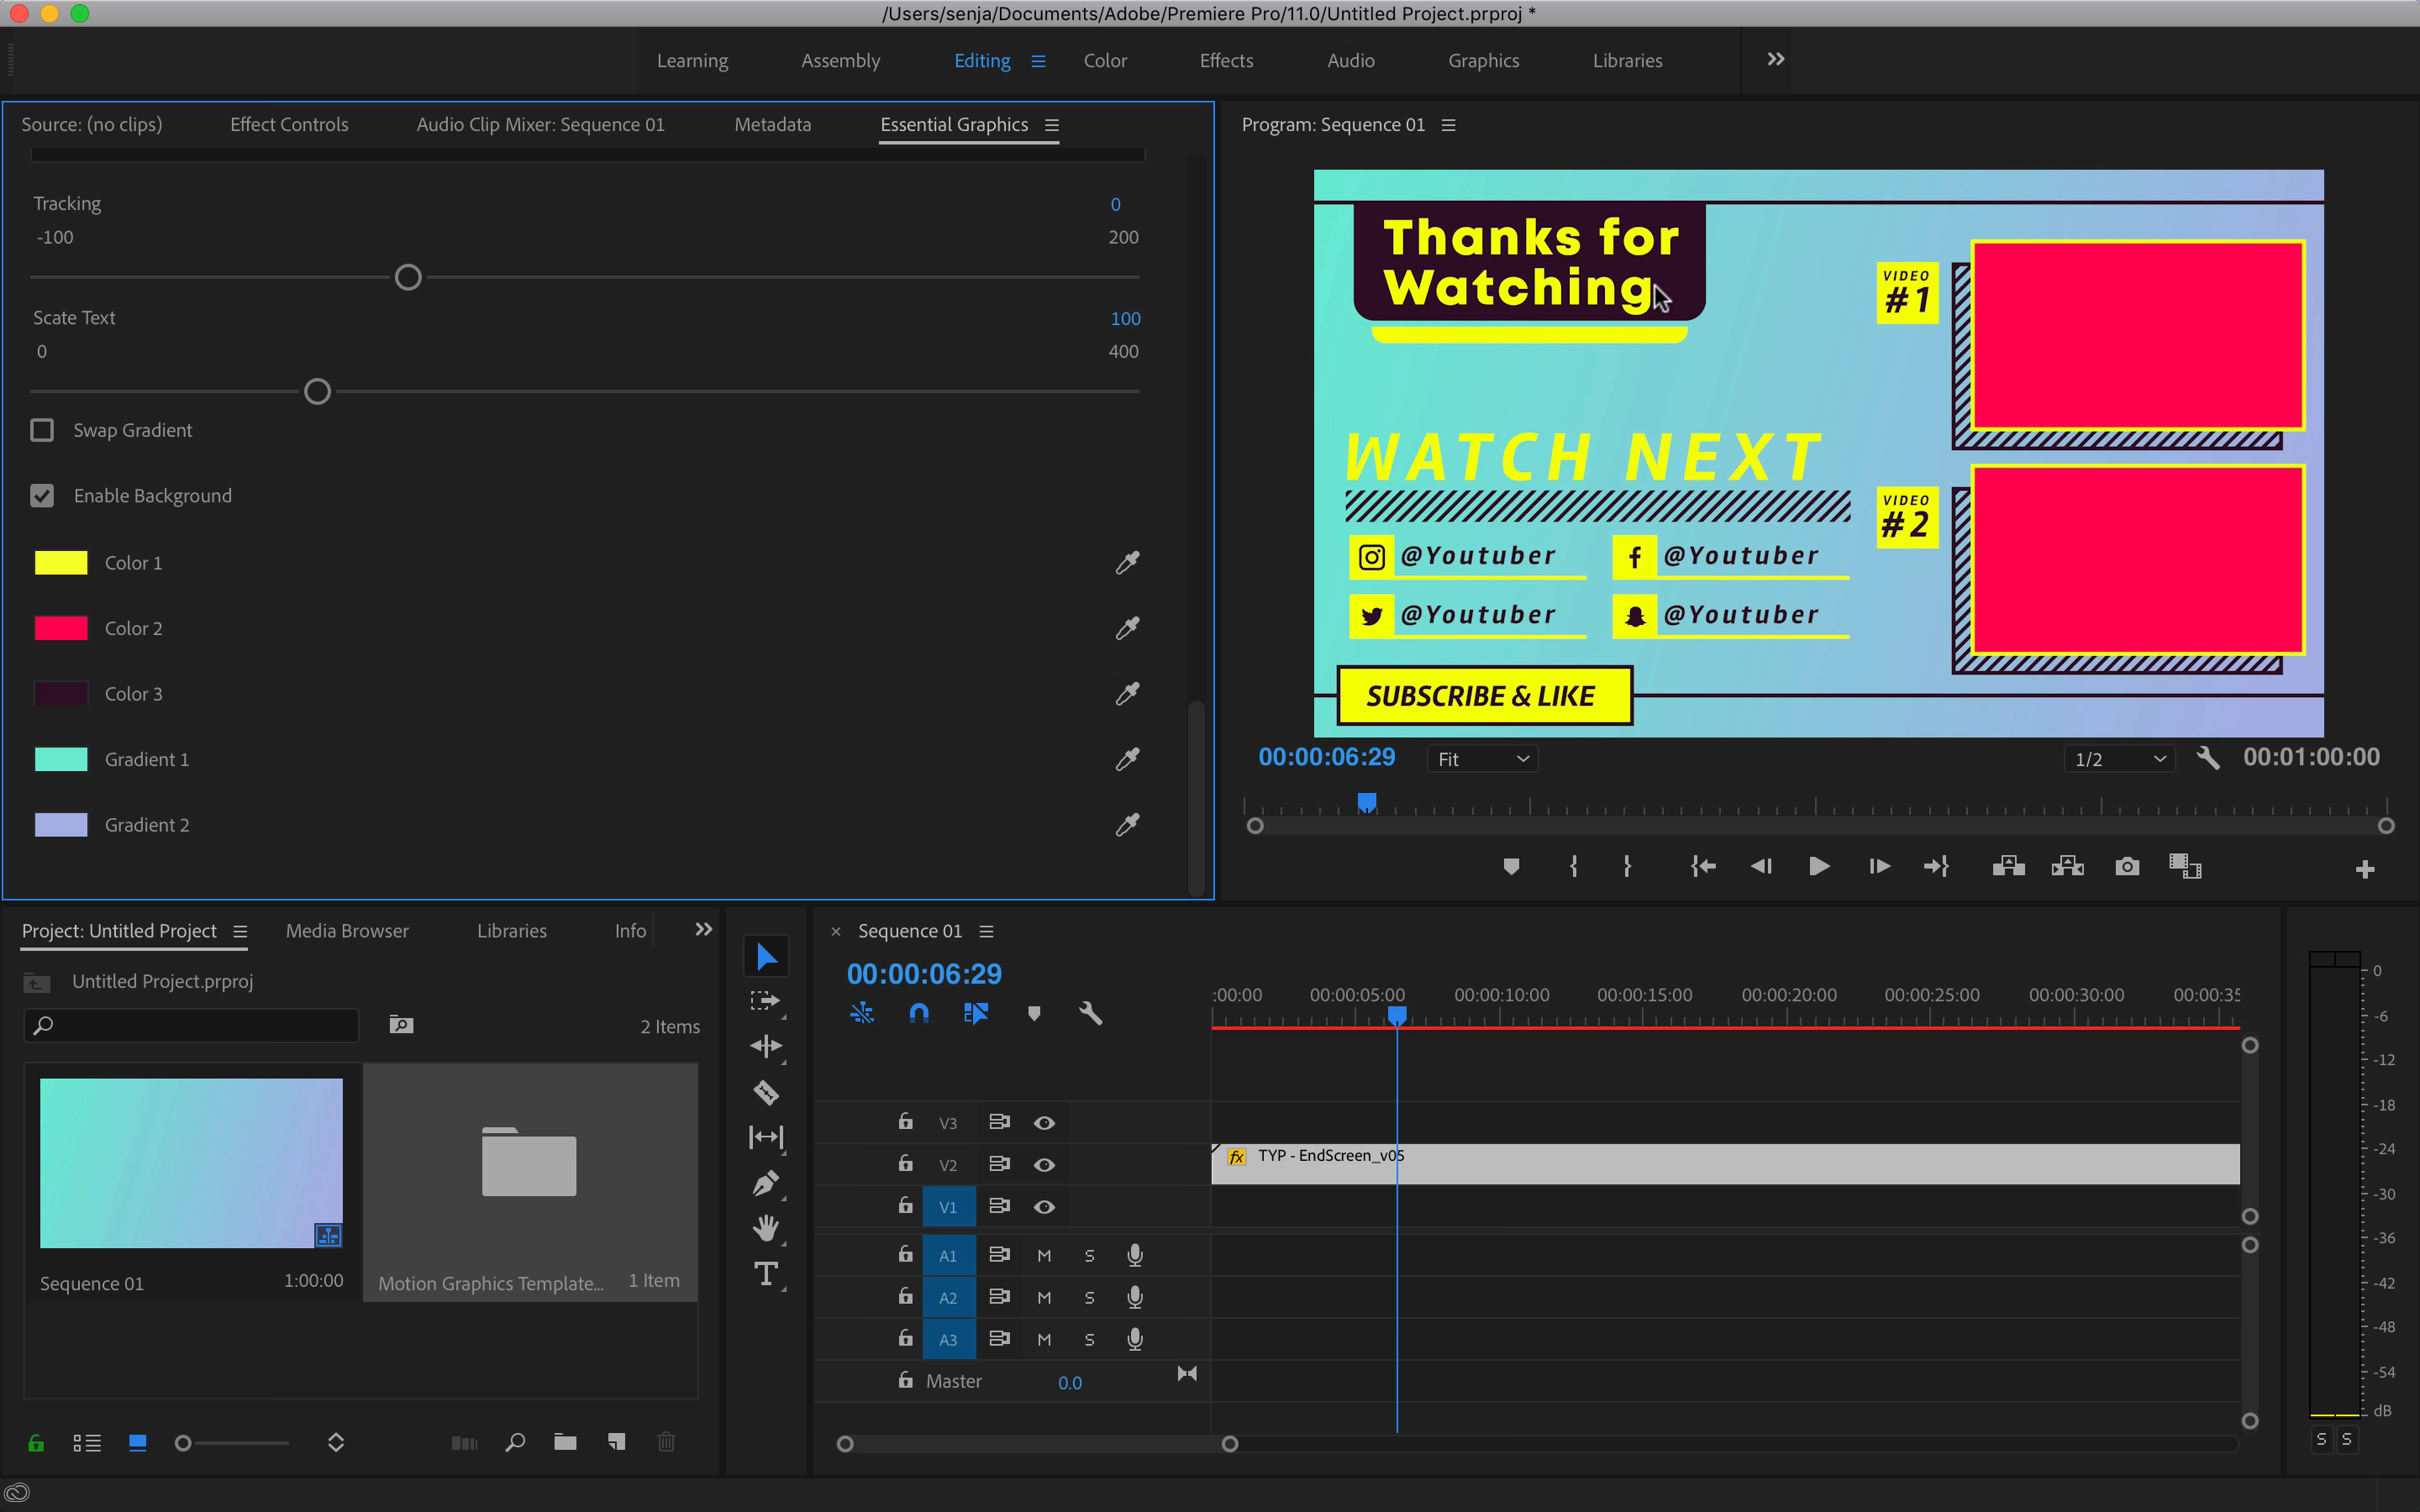 /Users/senja/Documents/Adobe/Premiere Pro/11.0/Untitled Project.prproj *
Learning Assembly Editing Color Effects Audio Graphics Libraries
Source: (no clips) Effect Controls Audio Clip Mixer: Sequence 01 Metadata Essential Graphics
Tracking 0
-100 200
Scate Text 100
0 400
Swap Gradient
Enable Background
Color 1
Color 2
Color 3
Gradient 1
Gradient 2
Program: Sequence 01
Thanks for
Watching
VIDEO
#1
WATCH NEXT
VIDEO
#2
@Youtuber @Youtuber
@Youtuber @Youtuber
SUBSCRIBE & LIKE
00:00:06:29 Fit 1/2 00:01:00:00
Project: Untitled Project Media Browser Libraries Info
Untitled Project.prproj
2 Items
Sequence 01 1:00:00
Motion Graphics Template... 1 Item
Sequence 01
00:00:06:29
:00:00 00:00:05:00 00:00:10:00 00:00:15:00 00:00:20:00 00:00:25:00 00:00:30:00 00:00:35
V3
V2 fx TYP - EndScreen_v05
V1
A1 M S
A2 M S
A3 M S
Master 0.0
0
-6
-12
-18
-24
-30
-36
-42
-48
-54
dB
S S